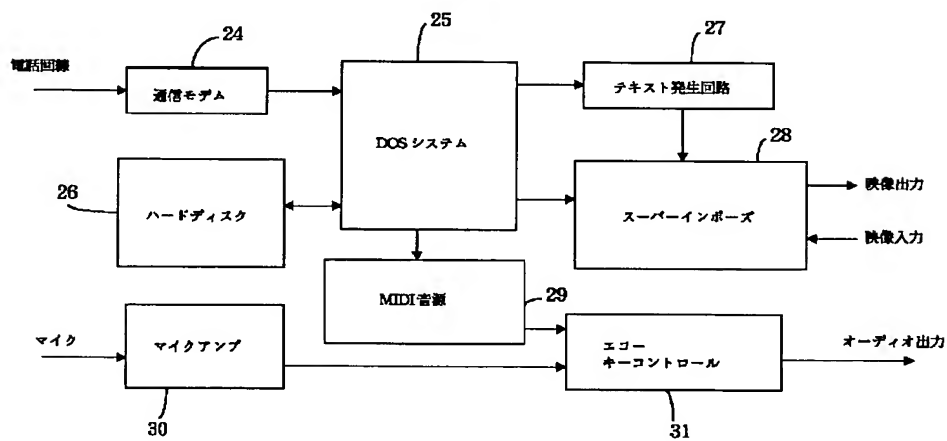 25
24
27
電話回線
通信モデム
テキスト発生回路
DOSシステム
28
26
ハードディスク
スーパーインポーズ
映像出力
映像入力
MIDI音源
29
マイク
マイクアンプ
エコー
キーコントロール
オーディオ出力
30
31